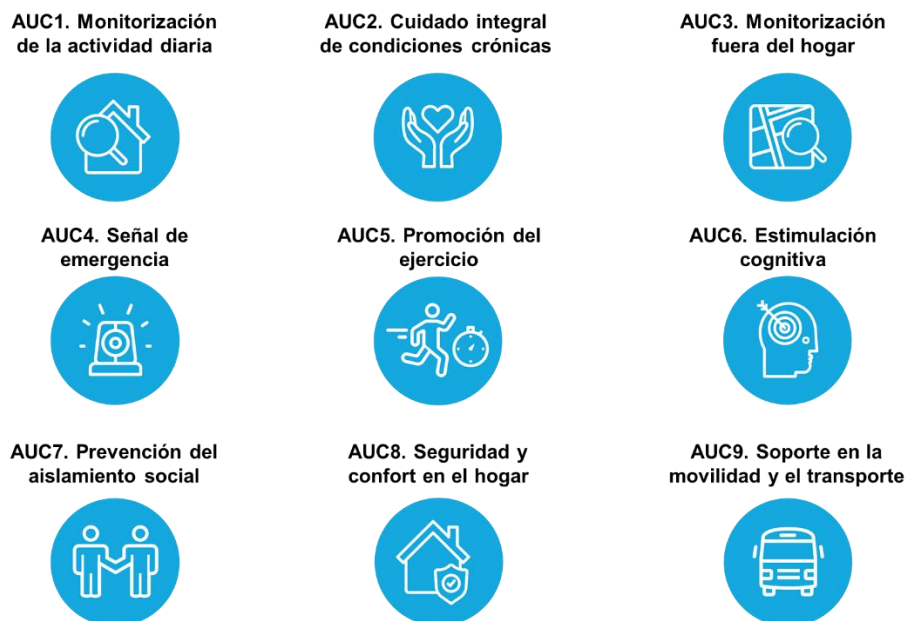 AUC1. Monitorización
de la actividad diaria
AUC2. Cuidado integral
de condiciones crónicas
AUC3. Monitorización
fuera del hogar
AUC4. Señal de
emergencia
AUC5. Promoción del
ejercicio
AUC6. Estimulación
cognitiva
AUC7. Prevención del
aislamiento social
AUC8. Seguridad y
confort en el hogar
AUC9. Soporte en la
movilidad y el transporte